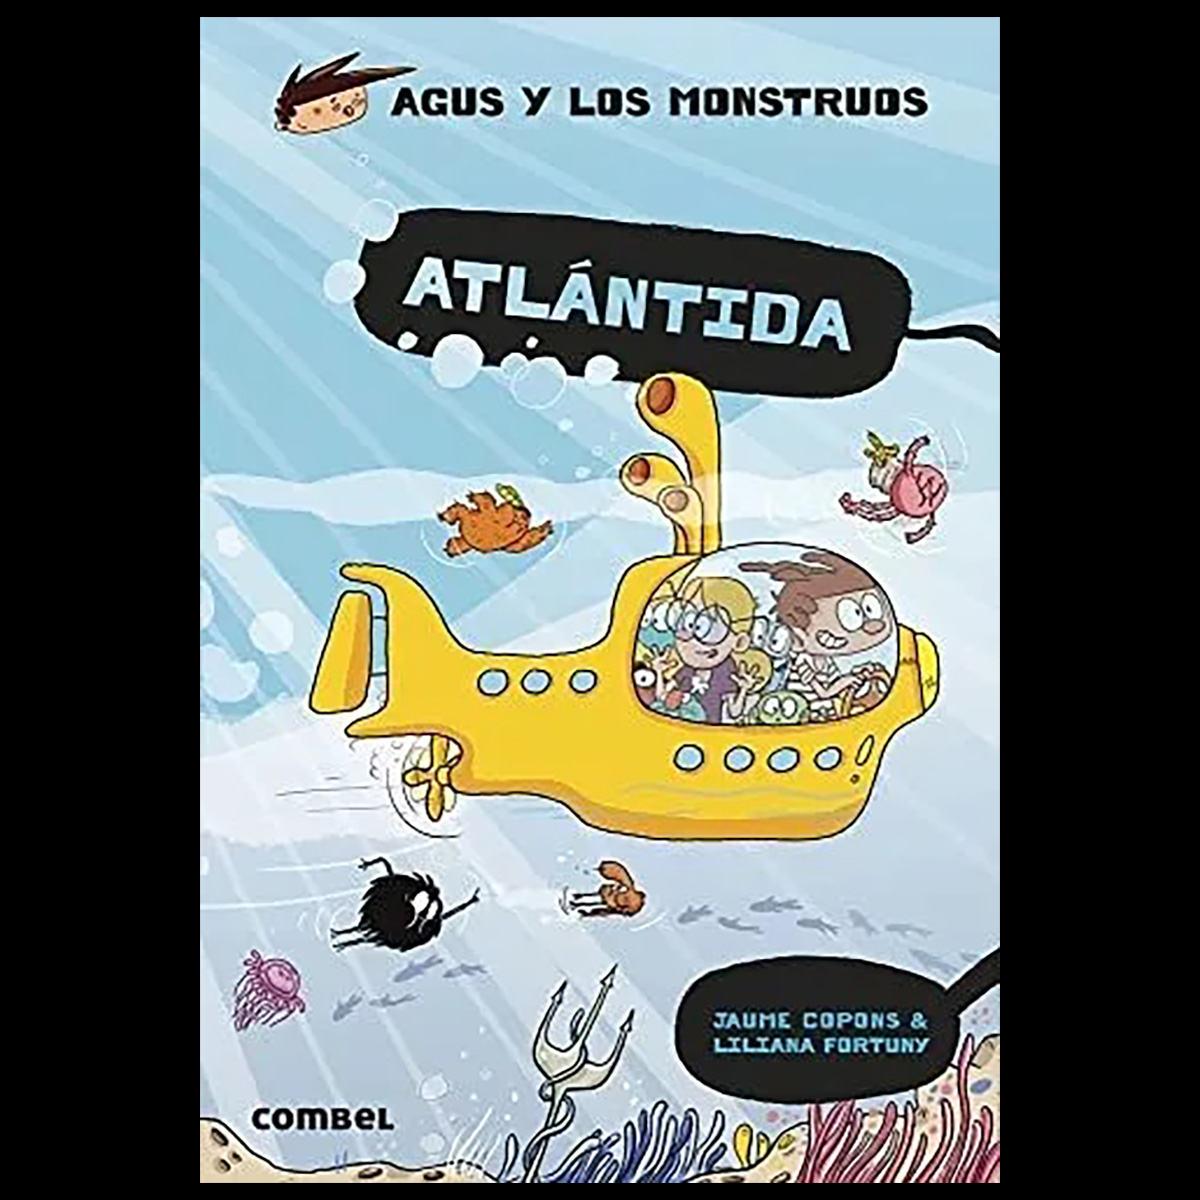 AGUS Y LOS MONSTRUOS
ATLÁNTIDA
JAUME COPONS &
LILIANA FORTUNY
COMBEL